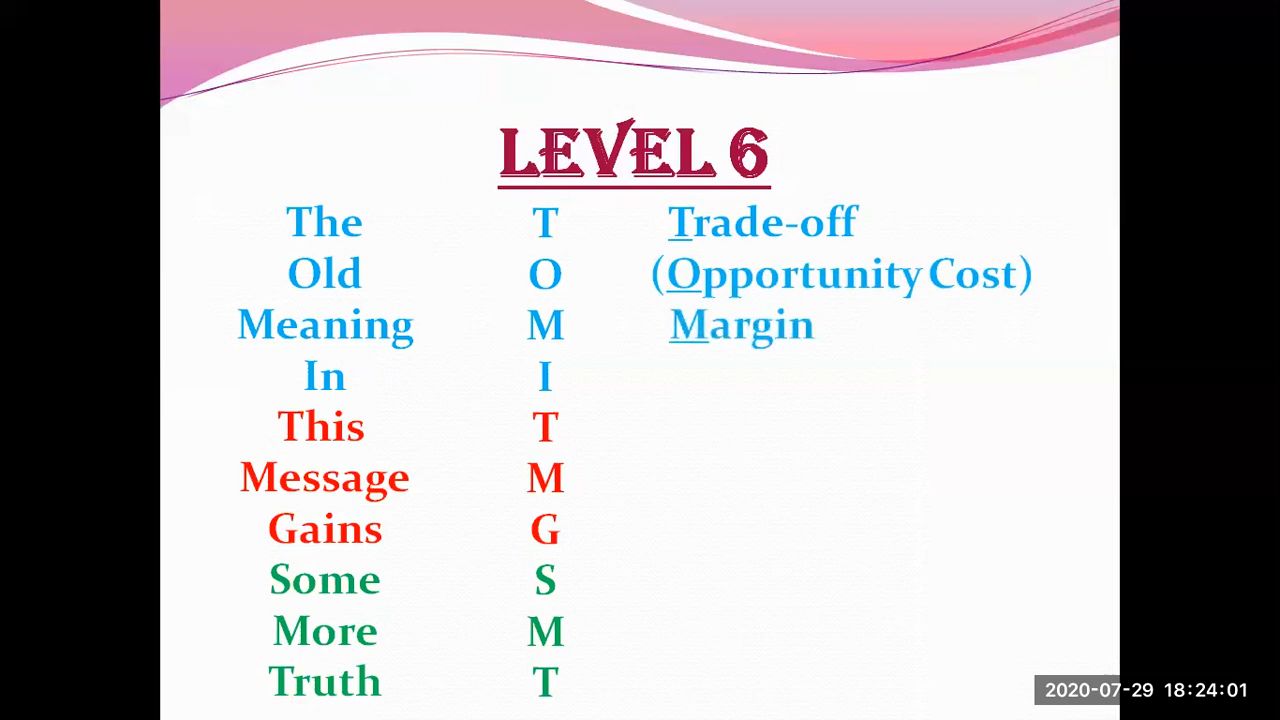 LEVEL 6
The T Trade-off
Old O (Opportunity Cost)
Meaning M Margin
In I
This T
Message M
Gains G
Some S
More M
Truth T
2020-07-29 18:24:01